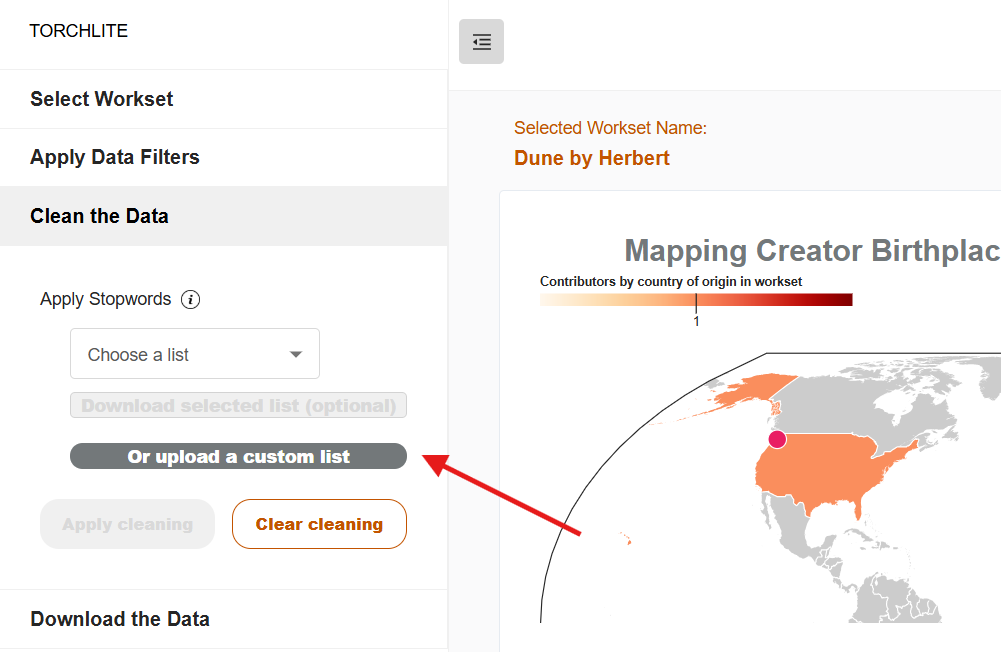 TORCHLITE
Select Workset
Apply Data Filters
Clean the Data
Apply Stopwords i
Choose a list
Download selected list (optional)
Or upload a custom list
Apply cleaning
Clear cleaning
Download the Data
Selected Workset Name:
Dune by Herbert
Mapping Creator Birthplac
Contributors by country of origin in workset
1